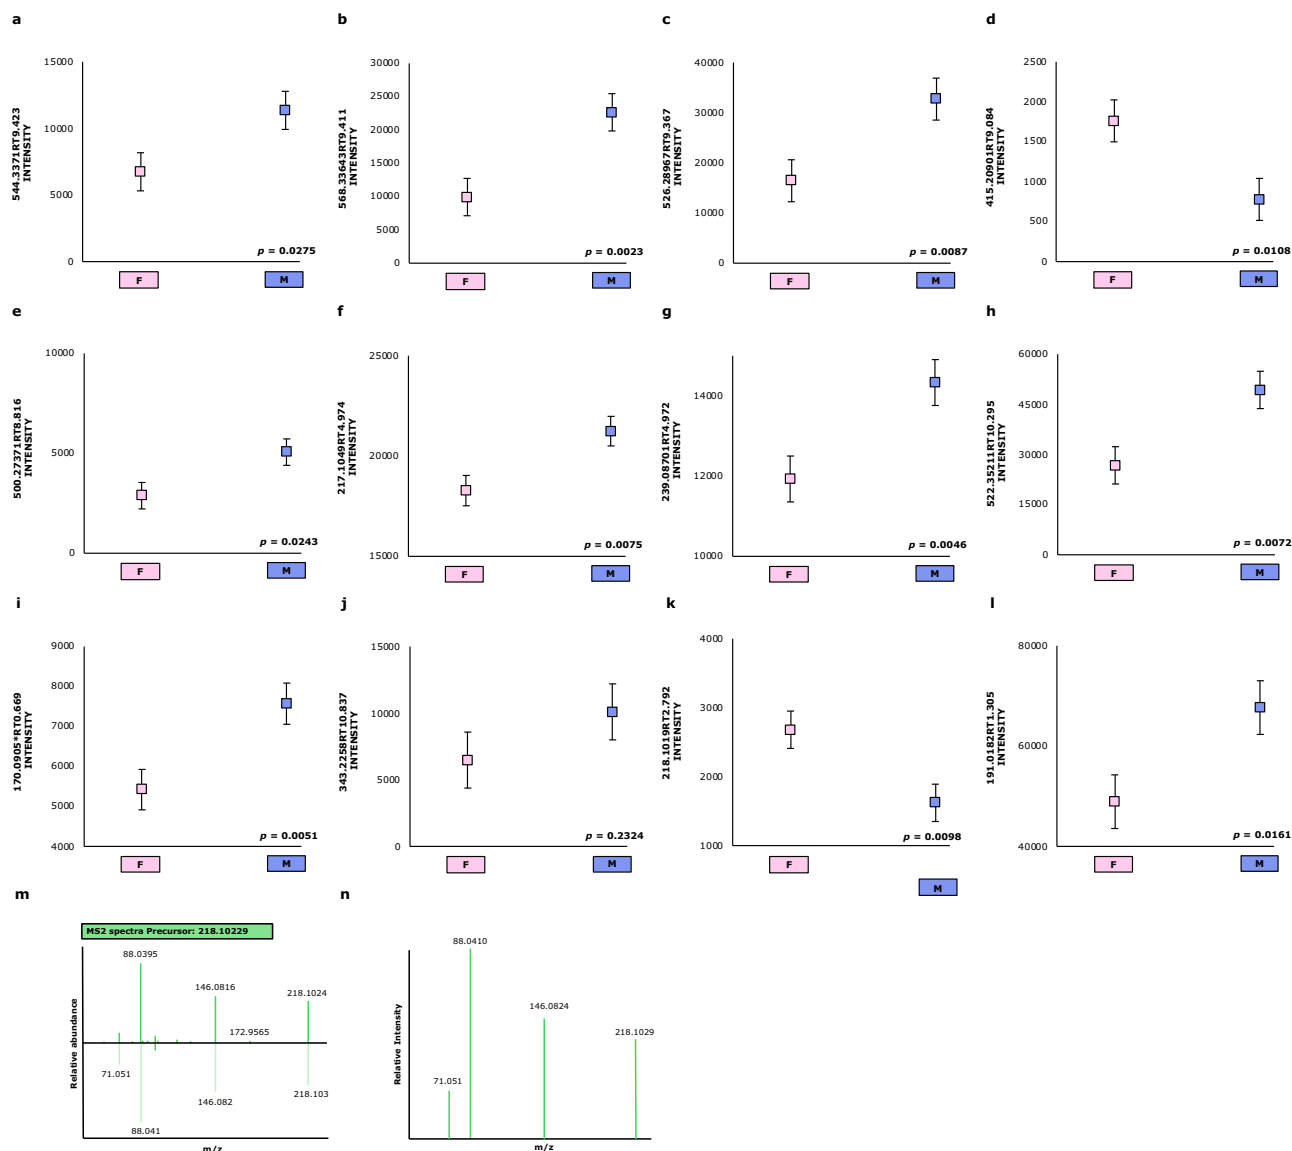 a
544.3371RT9.423
INTENSITY
15000
10000
5000
0
p = 0.0275
F
M
b
568.33643RT9.411
INTENSITY
30000
25000
20000
15000
10000
5000
0
p = 0.0023
F
M
c
526.28967RT9.367
INTENSITY
40000
30000
20000
10000
0
p = 0.0087
F
M
d
415.20901RT9.084
INTENSITY
2500
2000
1500
1000
500
0
p = 0.0108
F
M
e
500.27371RT8.816
INTENSITY
10000
5000
0
p = 0.0243
F
M
f
217.1049RT4.974
INTENSITY
25000
20000
15000
p = 0.0075
F
M
g
239.08701RT4.972
INTENSITY
14000
12000
10000
p = 0.0046
F
M
h
522.35211RT10.295
INTENSITY
60000
45000
30000
15000
0
p = 0.0072
F
M
i
170.0905*RT0.669
INTENSITY
9000
8000
7000
6000
5000
4000
p = 0.0051
F
M
j
343.2258RT10.837
INTENSITY
15000
10000
5000
0
p = 0.2324
F
M
k
218.1019RT2.792
INTENSITY
4000
3000
2000
1000
p = 0.0098
F
M
l
191.0182RT1.305
INTENSITY
80000
60000
40000
p = 0.0161
F
M
m
MS2 spectra Precursor: 218.10229
Relative abundance
88.0395
146.0816
218.1024
172.9565
71.051
146.082
218.103
88.041
m/z
n
Relative Intensity
88.0410
146.0824
218.1029
71.051
m/z